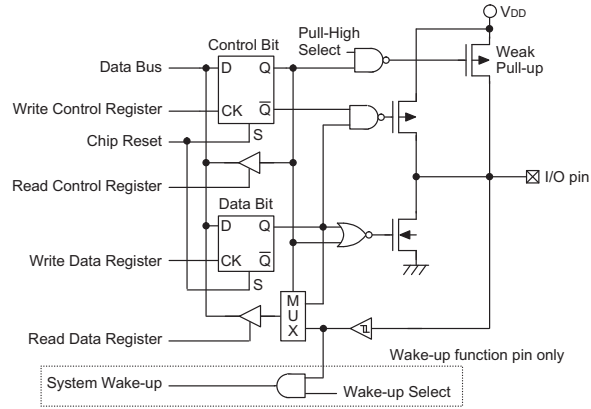 VDD
Pull-High
Select
Control Bit
Weak
Pull-up
Data Bus
D
Q
Write Control Register
CK
Q
Chip Reset
S
I/O pin
Read Control Register
Data Bit
D
Q
Write Data Register
CK
Q
S
M
U
X
Read Data Register
Wake-up function pin only
System Wake-up
Wake-up Select